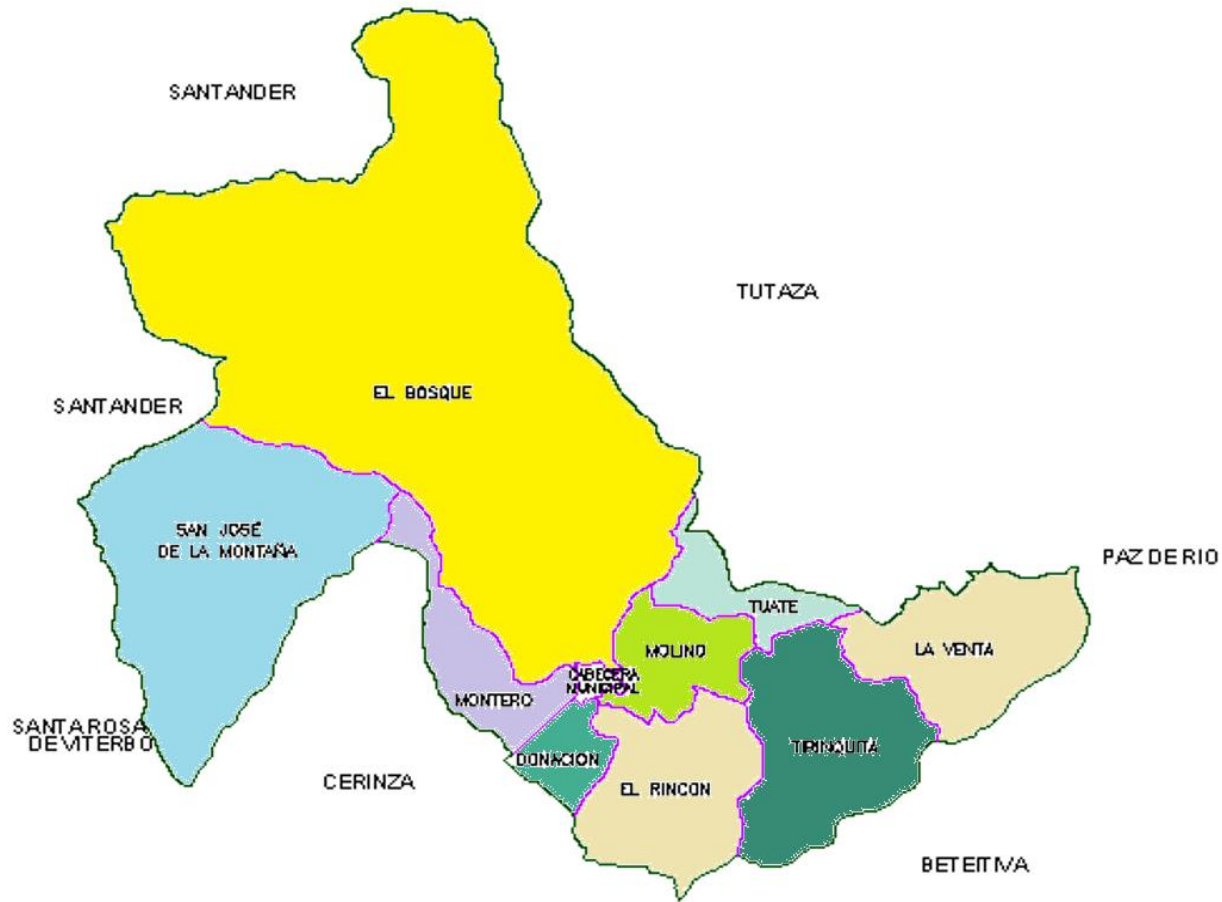 SANTANDER
TUTAZA
EL BOSQUE
SANTANDER
SAN JOSÉ
DE LA MONTAÑA
PAZ DE RIO
TUATE
MOLINO
LA VENTA
CABECERA
MUNICIPAL
MONTERO
SANTA ROSA
DE VITERBO
DONACION
TIRINQUITA
CERINZA
EL RINCON
BETEITIVA